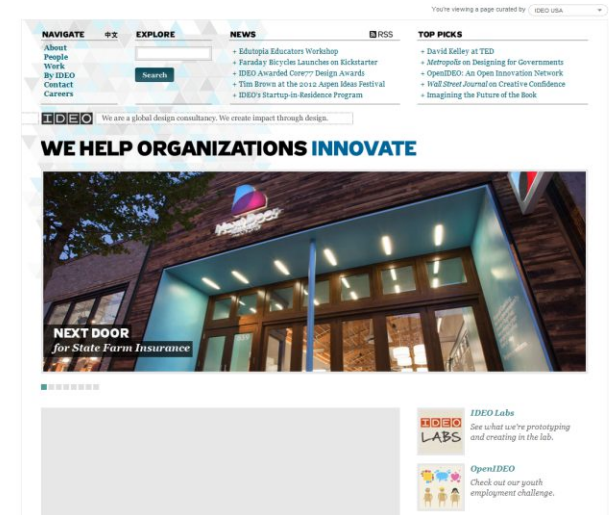 You're viewing a page curated by IDEO USA
NAVIGATE 中文
About
People
Work
By IDEO
Contact
Careers
EXPLORE
Search
NEWS RSS
+ Edutopia Educators Workshop
+ Faraday Bicycles Launches on Kickstarter
+ IDEO Awarded Core77 Design Awards
+ Tim Brown at the 2012 Aspen Ideas Festival
+ IDEO's Startup-in-Residence Program
TOP PICKS
+ David Kelley at TED
+ Metropolis on Designing for Governments
+ OpenIDEO: An Open Innovation Network
+ Wall Street Journal on Creative Confidence
+ Imagining the Future of the Book
IDEO We are a global design consultancy. We create impact through design.
WE HELP ORGANIZATIONS INNOVATE
Next Door
NEXT DOOR
for State Farm Insurance
IDEO LABS
IDEO Labs
See what we're prototyping
and creating in the lab.
OpenIDEO
Check out our youth
employment challenge.